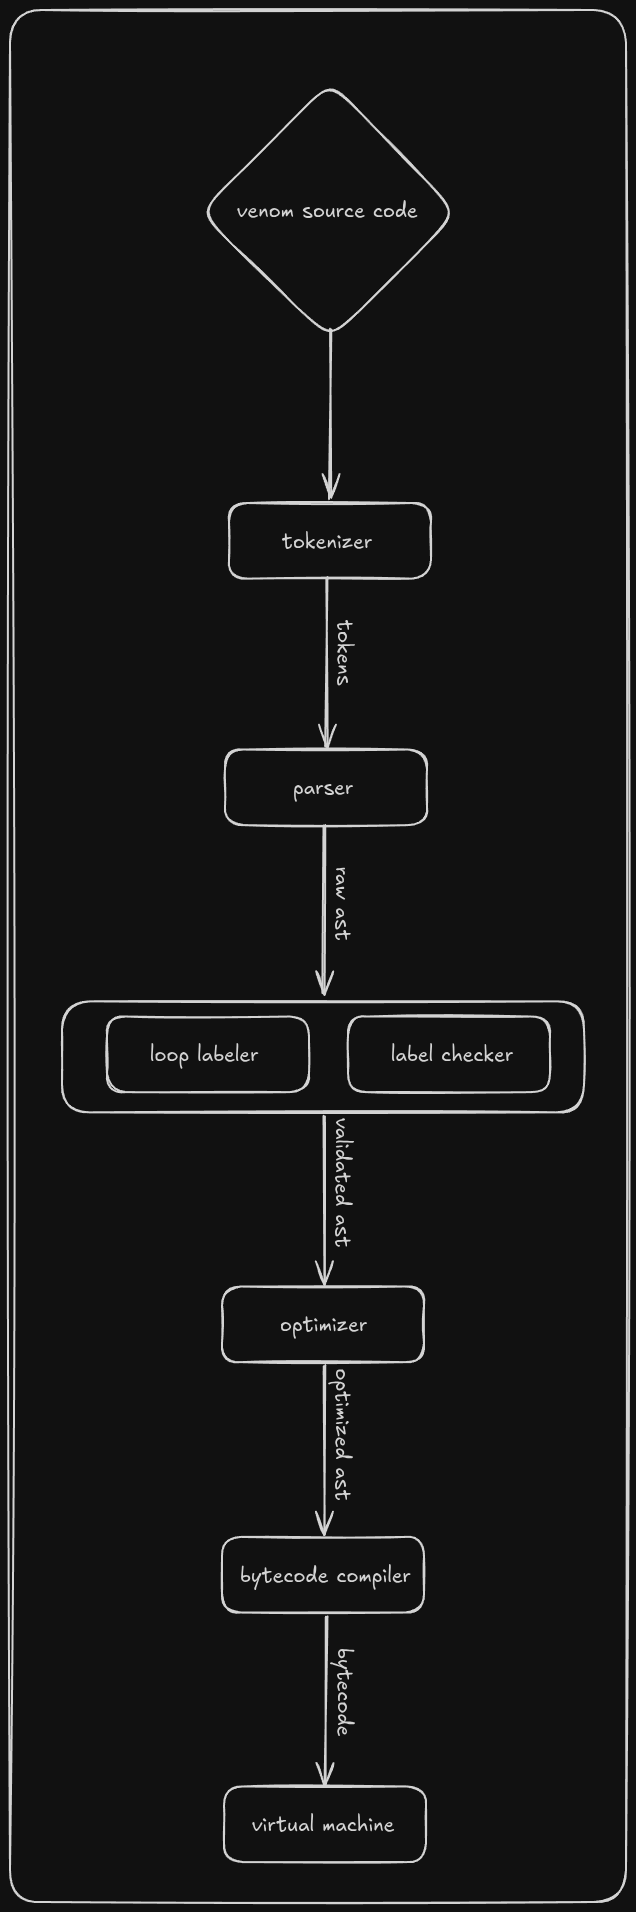 venom source code
tokenizer
tokens
parser
raw ast
loop labeler
label checker
validated ast
optimizer
optimized ast
bytecode compiler
bytecode
virtual machine